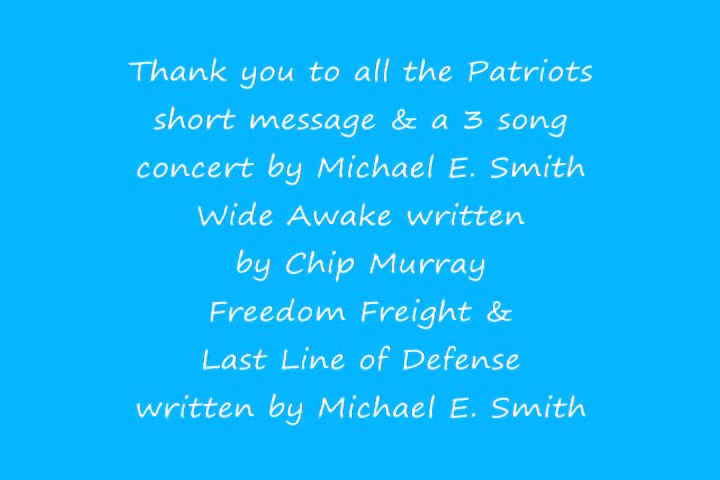 Thank you to all the Patriots
short message & a 3 song
concert by Michael E. Smith
Wide Awake written
by Chip Murray
Freedom Freight &
Last Line of Defense
written by Michael E. Smith